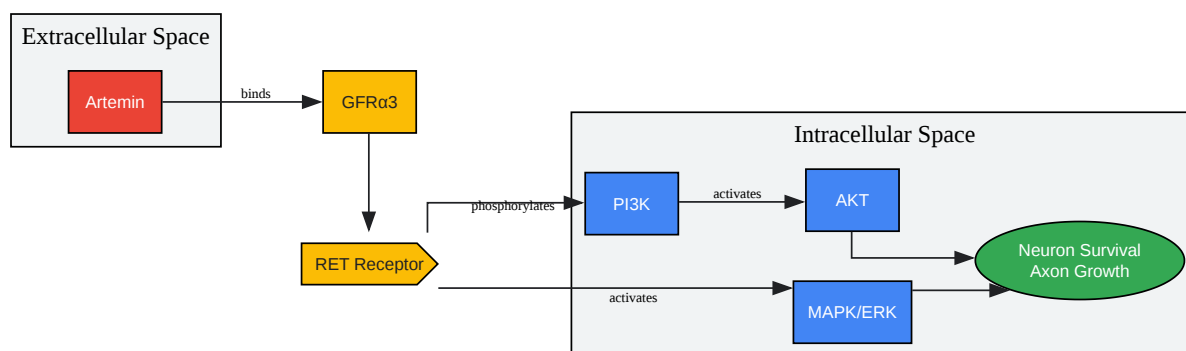 Extracellular Space
Artemin
binds
GFRα3
Intracellular Space
phosphorylates
PI3K
activates
AKT
RET Receptor
Neuron Survival
Axon Growth
activates
MAPK/ERK